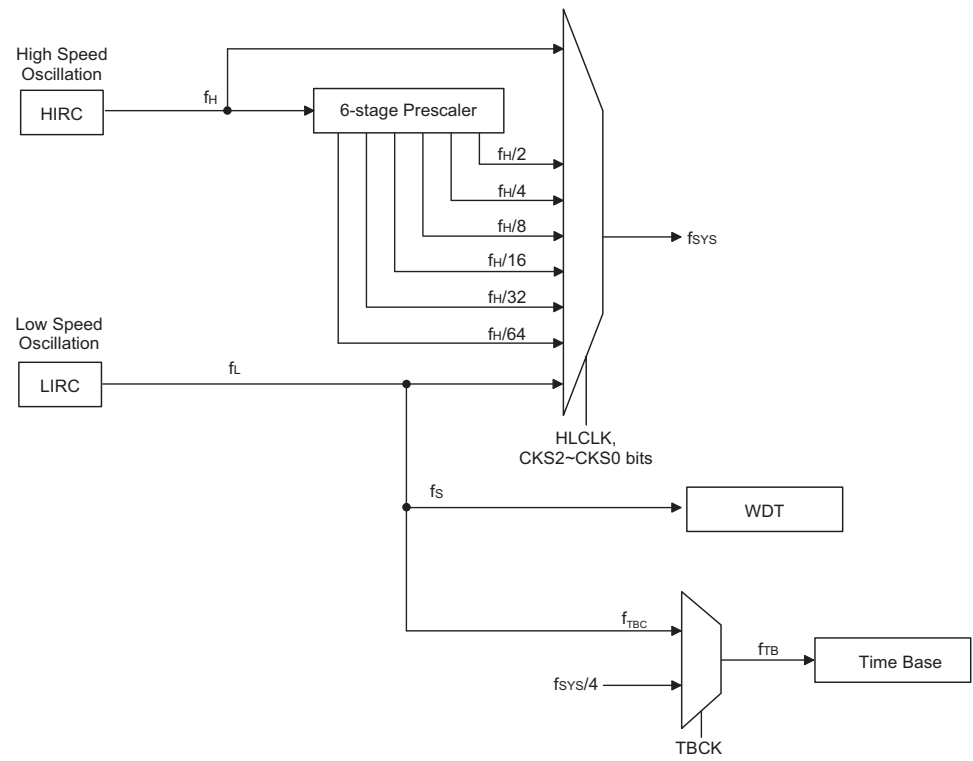 High Speed
Oscillation
HIRC
fH
6-stage Prescaler
fH/2
fH/4
fH/8
fH/16
fH/32
fH/64
fSYS
Low Speed
Oscillation
LIRC
fL
HLCLK,
CKS2~CKS0 bits
fS
WDT
fTBC
fSYS/4
fTB
Time Base
TBCK